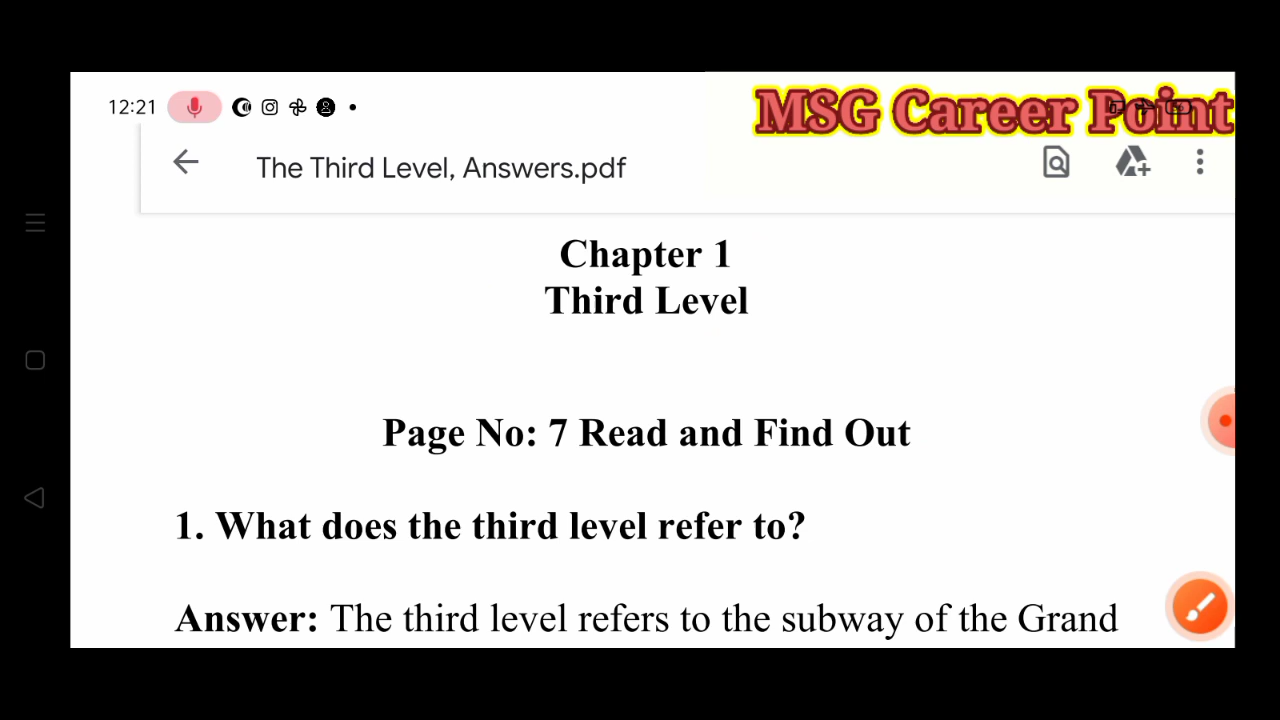 12:21
MSG Career Point
The Third Level, Answers.pdf
Chapter 1
Third Level
Page No: 7 Read and Find Out
1. What does the third level refer to?
Answer: The third level refers to the subway of the Grand